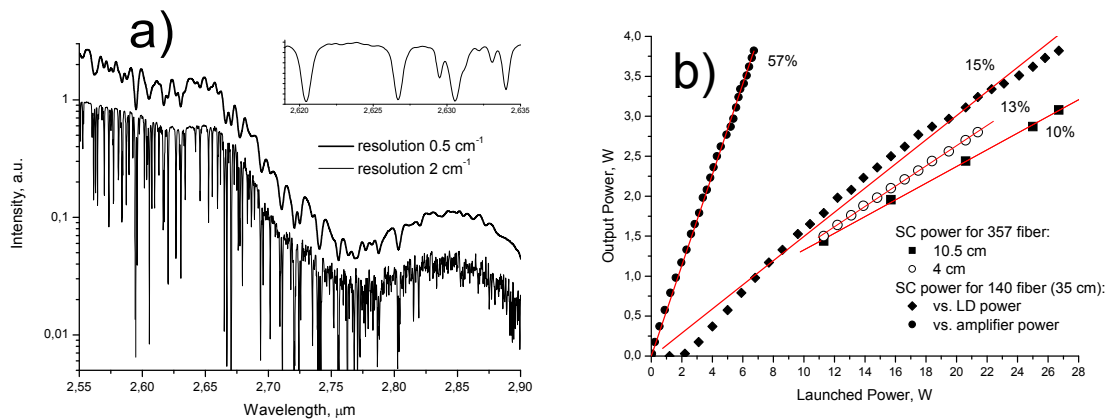 a)
2,620 2,625 2,630 2,635
resolution 0.5 cm⁻¹
resolution 2 cm⁻¹
Intensity, a.u.
1
0,1
0,01
2,55 2,60 2,65 2,70 2,75 2,80 2,85 2,90
Wavelength, μm
b)
4,0
3,5
3,0
2,5
2,0
1,5
1,0
0,5
0,0
Output Power, W
57%
15%
13%
10%
SC power for 357 fiber:
10.5 cm
4 cm
SC power for 140 fiber (35 cm):
vs. LD power
vs. amplifier power
0 2 4 6 8 10 12 14 16 18 20 22 24 26 28
Launched Power, W